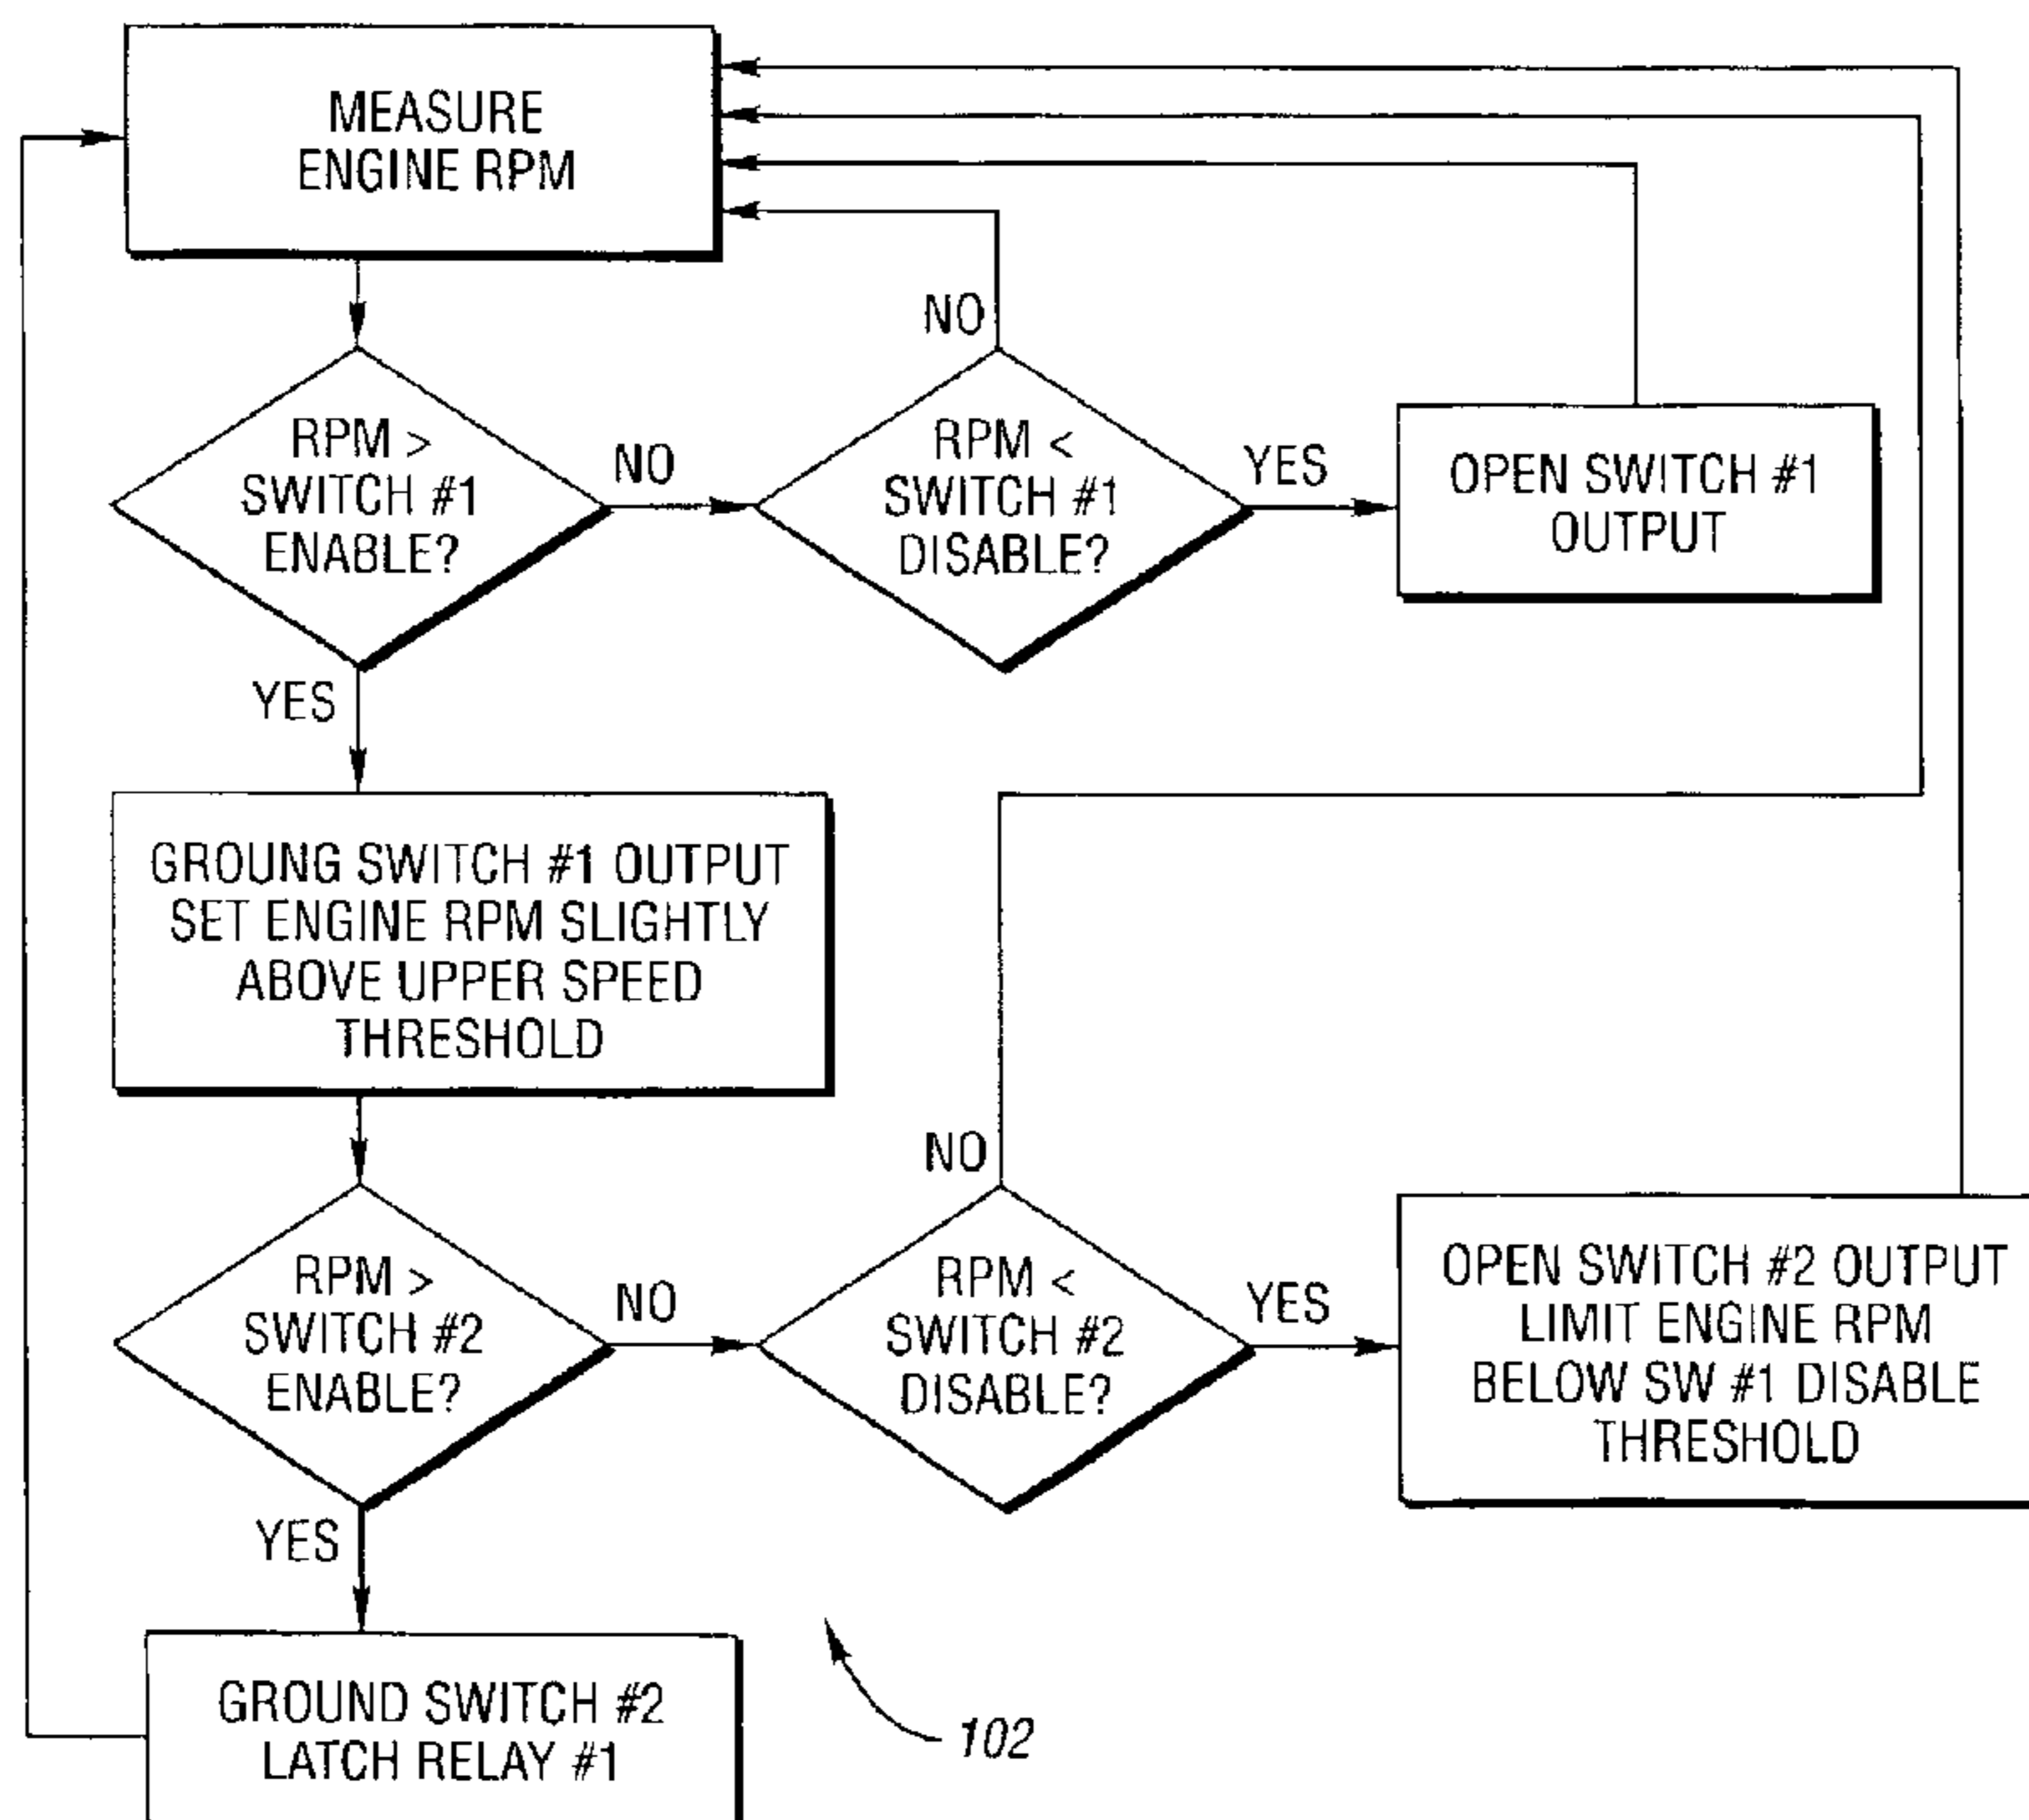 MEASURE
ENGINE RPM
NO
RPM >
SWITCH #1
ENABLE?
NO
RPM <
SWITCH #1
DISABLE?
YES
OPEN SWITCH #1
OUTPUT
YES
GROUNG SWITCH #1 OUTPUT
SET ENGINE RPM SLIGHTLY
ABOVE UPPER SPEED
THRESHOLD
NO
RPM >
SWITCH #2
ENABLE?
NO
RPM <
SWITCH #2
DISABLE?
YES
OPEN SWITCH #2 OUTPUT
LIMIT ENGINE RPM
BELOW SW #1 DISABLE
THRESHOLD
YES
GROUND SWITCH #2
LATCH RELAY #1
102